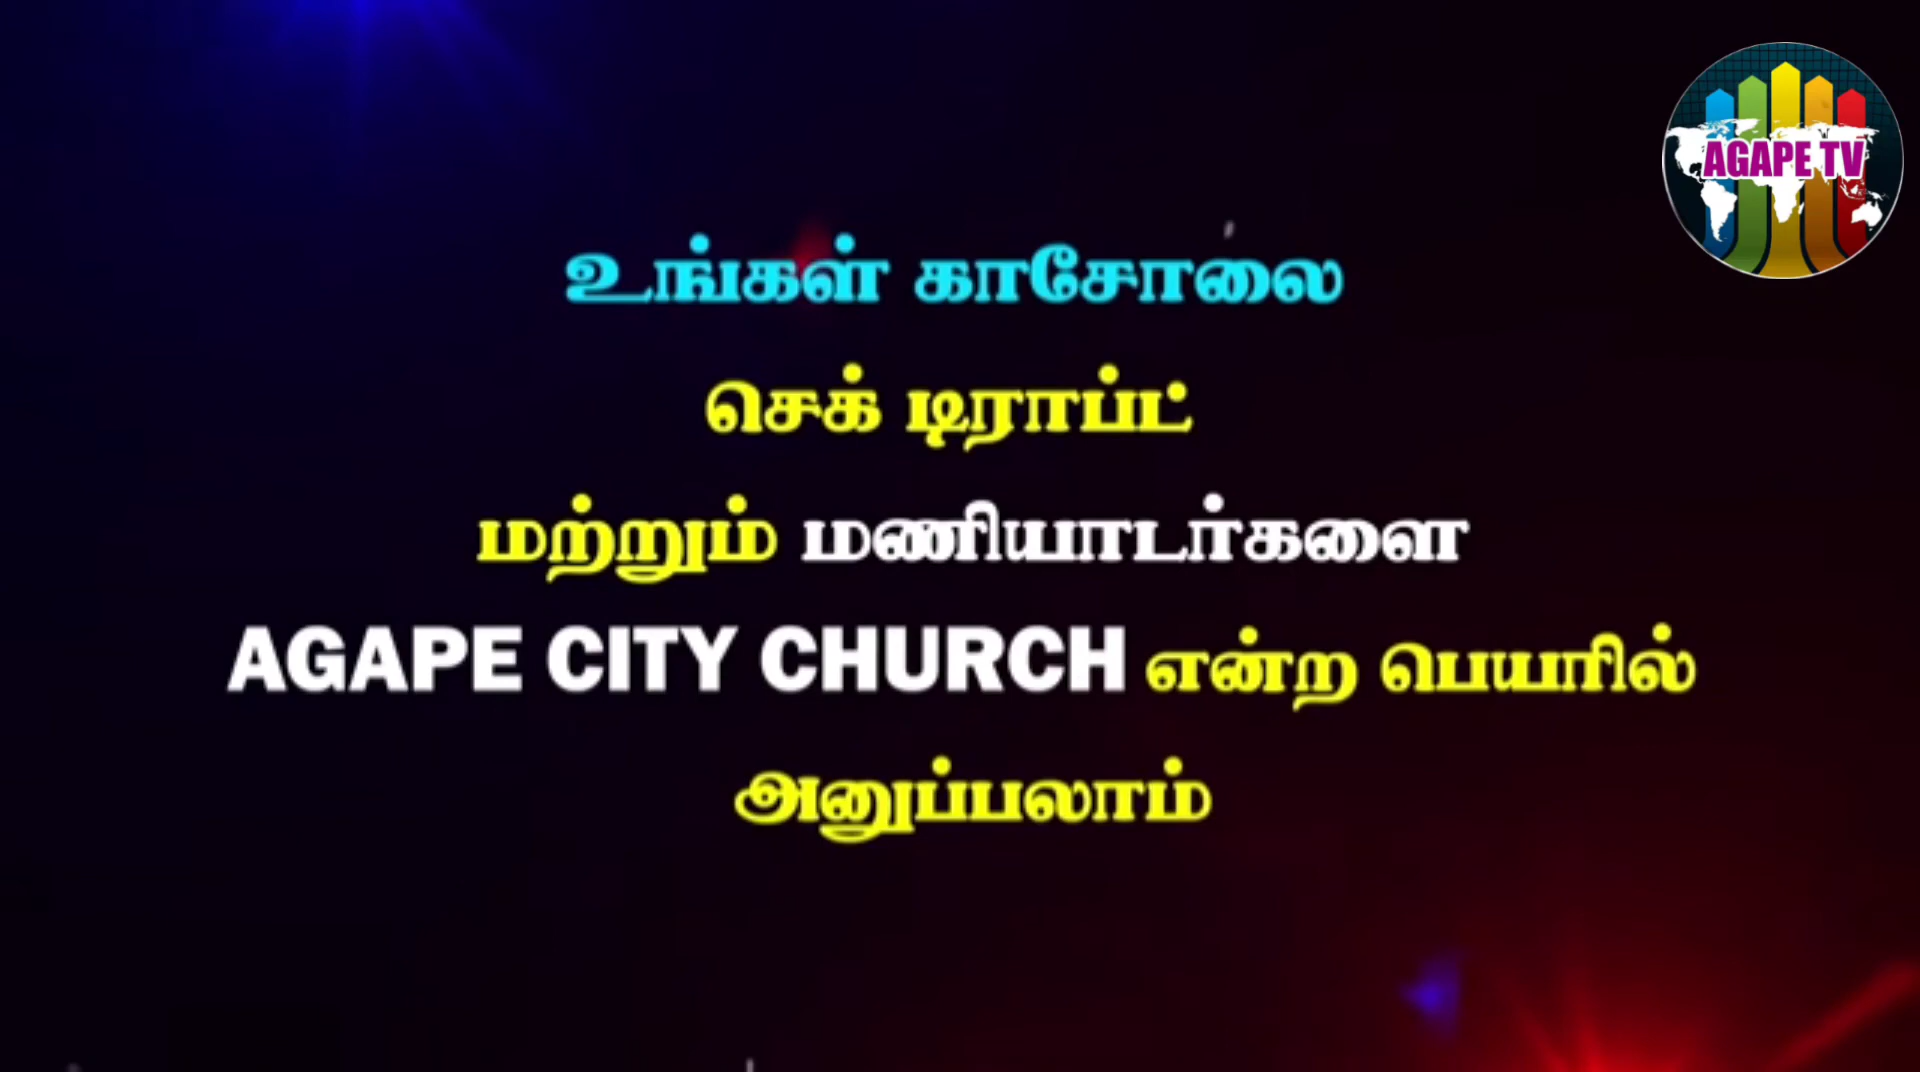 AGAPE TV
உங்கள் காசோலை
செக் டிராப்ட்
மற்றும் மணியாடர்களை
AGAPE CITY CHURCH என்ற பெயரில்
அனுப்பலாம்